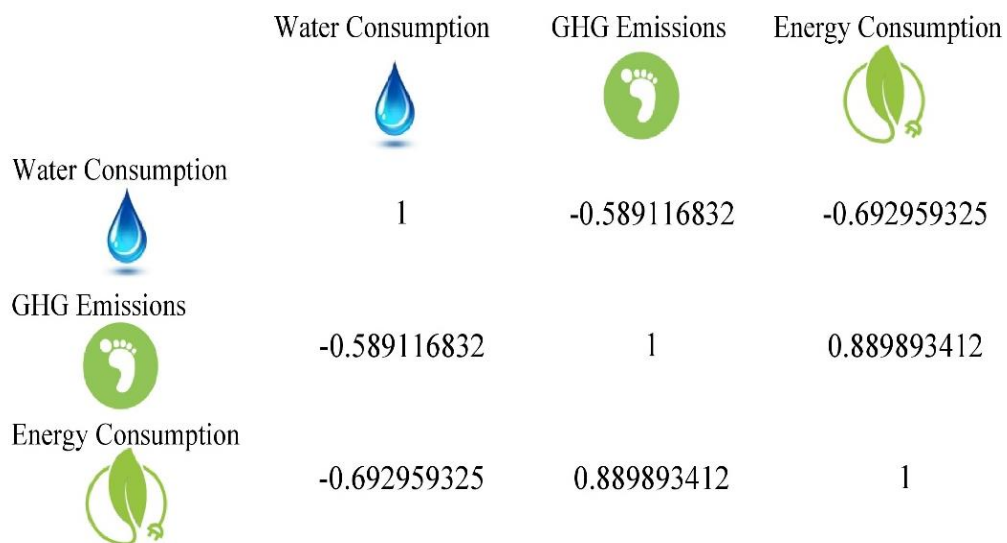 Water Consumption GHG Emissions Energy Consumption
Water Consumption
1 -0.589116832 -0.692959325
GHG Emissions
-0.589116832 1 0.889893412
Energy Consumption
-0.692959325 0.889893412 1